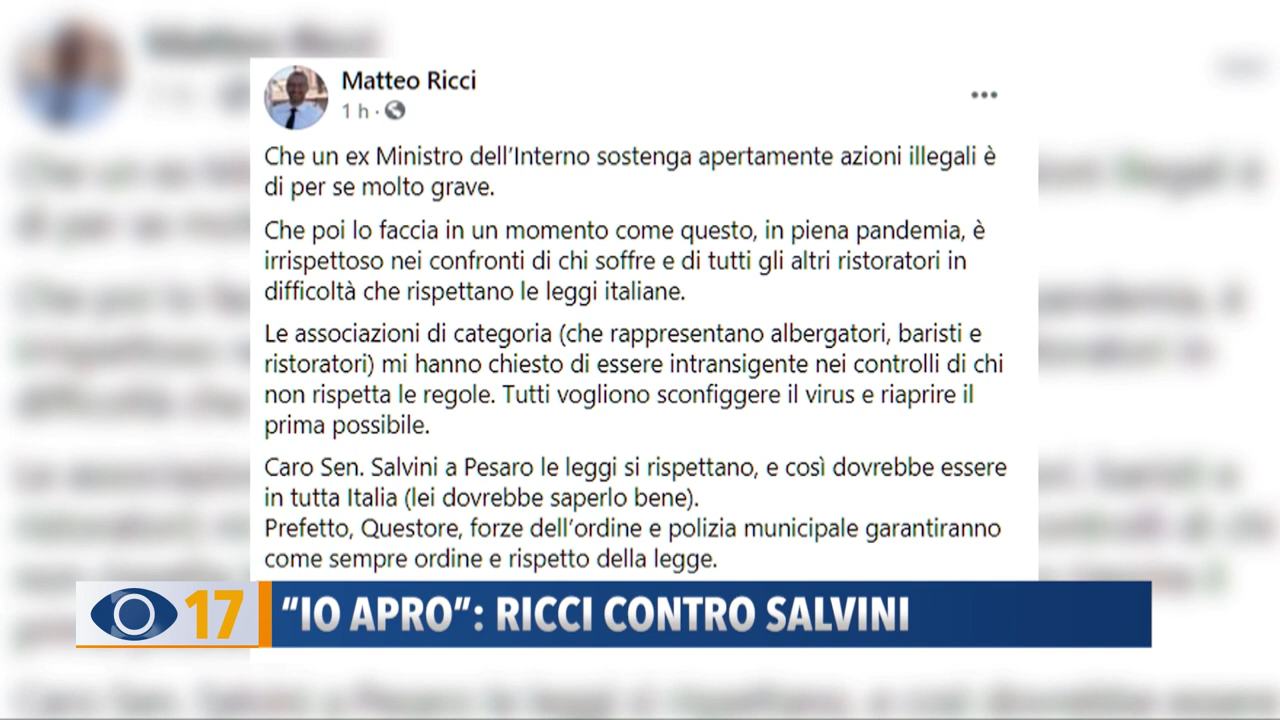 Matteo Ricci
1 h ·
Che un ex Ministro dell'Interno sostenga apertamente azioni illegali è
di per se molto grave.
Che poi lo faccia in un momento come questo, in piena pandemia, è
irrispettoso nei confronti di chi soffre e di tutti gli altri ristoratori in
difficoltà che rispettano le leggi italiane.
Le associazioni di categoria (che rappresentano albergatori, baristi e
ristoratori) mi hanno chiesto di essere intransigente nei controlli di chi
non rispetta le regole. Tutti vogliono sconfiggere il virus e riaprire il
prima possibile.
Caro Sen. Salvini a Pesaro le leggi si rispettano, e così dovrebbe essere
in tutta Italia (lei dovrebbe saperlo bene).
Prefetto, Questore, forze dell'ordine e polizia municipale garantiranno
come sempre ordine e rispetto della legge.
17 "IO APRO": RICCI CONTRO SALVINI